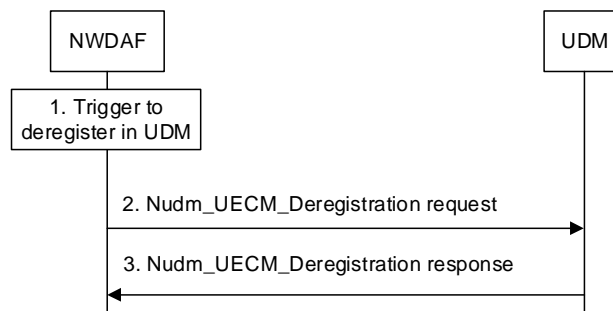 NWDAF
UDM
1. Trigger to
deregister in UDM
2. Nudm_UECM_Deregistration request
3. Nudm_UECM_Deregistration response